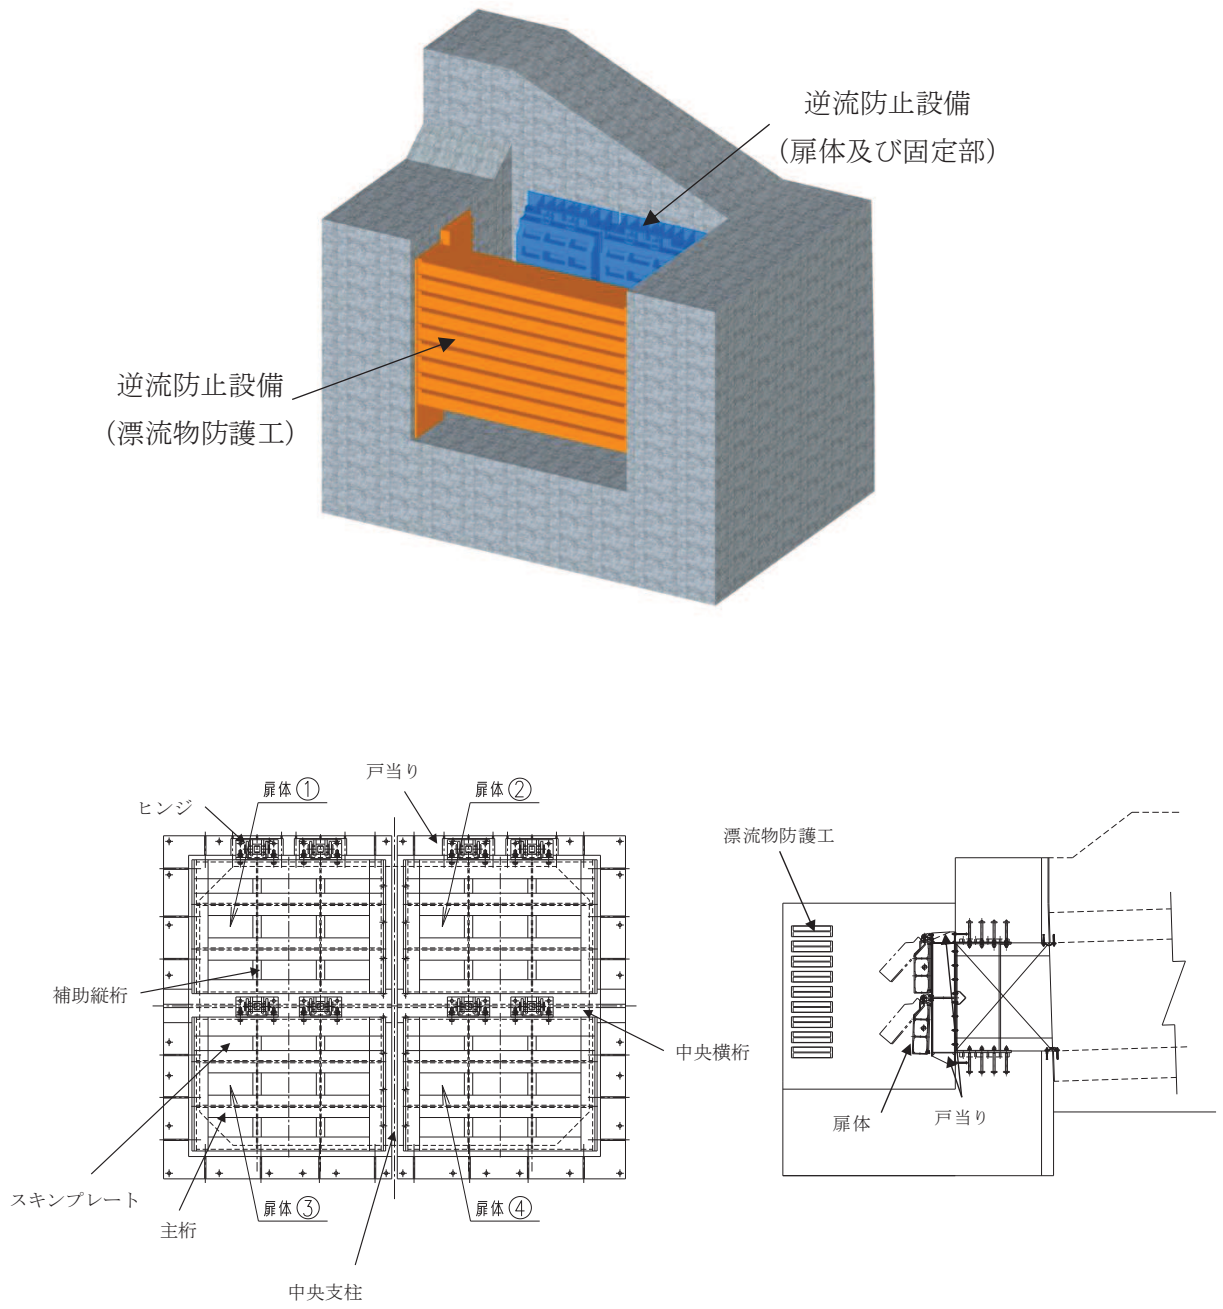 逆流防止設備
(扉体及び固定部)
逆流防止設備
(漂流物防護工)
戸当り
扉体①
扉体②
ヒンジ
補助縦桁
中央横桁
スキンプレート
主桁
扉体③
扉体④
中央支柱
漂流物防護工
扉体
戸当り